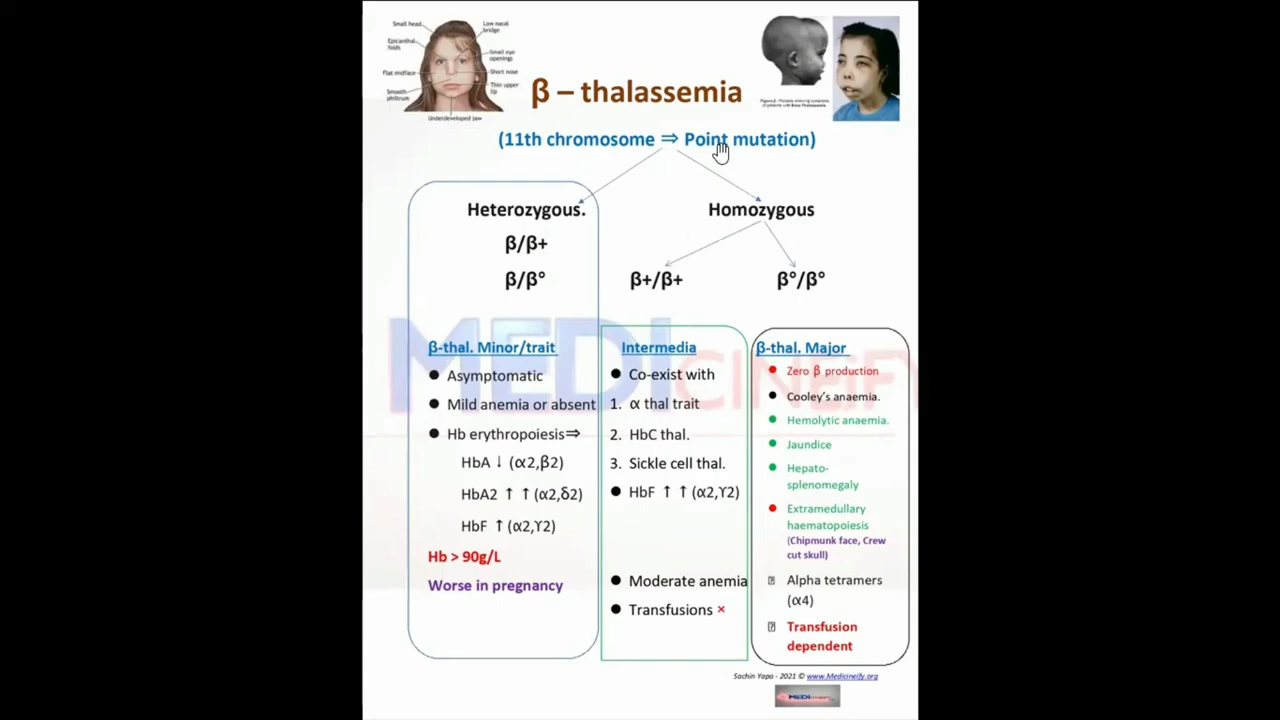 Small head
Low nasal
bridge
Epicanthal
folds
Small eye
openings
Flat midface
Short nose
Smooth
philtrum
Thin upper
lip
Underdeveloped jaw
β – thalassemia
(11th chromosome ⇒ Point mutation)
Heterozygous.
Homozygous
β/β+
β/β°
β+/β+
β°/β°
MEDICINEIFY
β-thal. Minor/trait
● Asymptomatic
● Mild anemia or absent
● Hb erythropoiesis⇒
HbA ↓ (α2,β2)
HbA2 ↑ ↑ (α2,δ2)
HbF ↑ (α2,ϒ2)
Hb > 90g/L
Worse in pregnancy
Intermedia
● Co-exist with
1. α thal trait
2. HbC thal.
3. Sickle cell thal.
● HbF ↑ ↑ (α2,ϒ2)
● Moderate anemia
● Transfusions ×
β-thal. Major
● Zero β production
● Cooley's anaemia.
● Hemolytic anaemia.
● Jaundice
● Hepato-
splenomegaly
● Extramedullary
haematopoiesis
(Chipmunk face, Crew
cut skull)
Alpha tetramers
(α4)
Transfusion
dependent
Sachin Yapa - 2021 © www.Medicineify.org